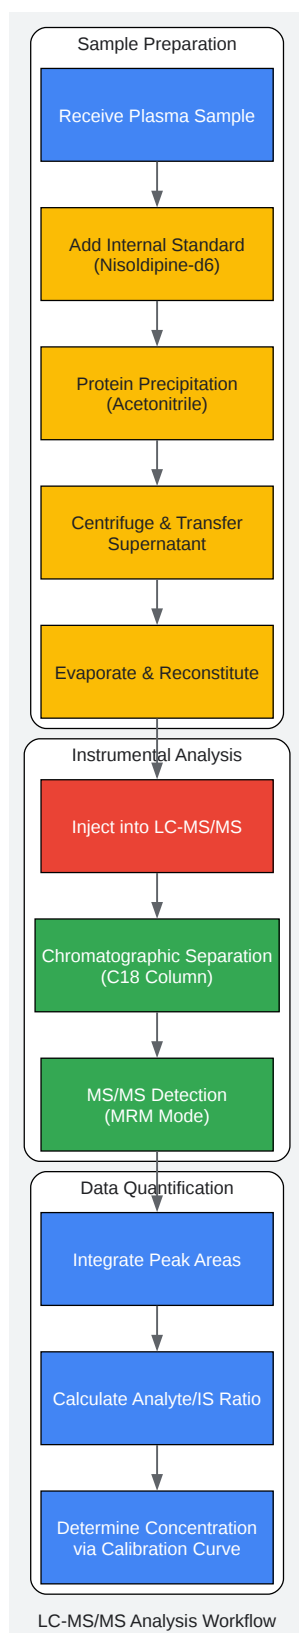 Sample Preparation
Receive Plasma Sample
Add Internal Standard
(Nisoldipine-d6)
Protein Precipitation
(Acetonitrile)
Centrifuge & Transfer
Supernatant
Evaporate & Reconstitute
Instrumental Analysis
Inject into LC-MS/MS
Chromatographic Separation
(C18 Column)
MS/MS Detection
(MRM Mode)
Data Quantification
Integrate Peak Areas
Calculate Analyte/IS Ratio
Determine Concentration
via Calibration Curve
LC-MS/MS Analysis Workflow